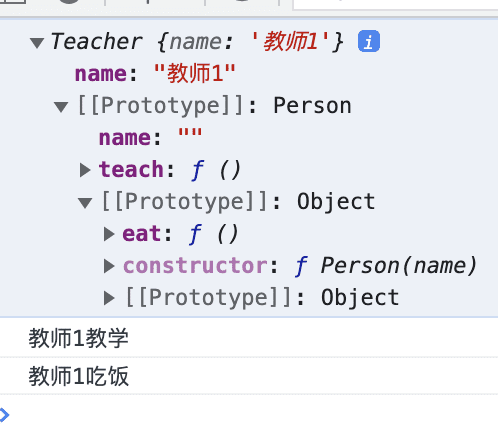 Teacher {name: '教师1'} i
name: "教师1"
[[Prototype]]: Person
name: ""
teach: ƒ ()
[[Prototype]]: Object
eat: ƒ ()
constructor: ƒ Person(name)
[[Prototype]]: Object
教师1教学
教师1吃饭